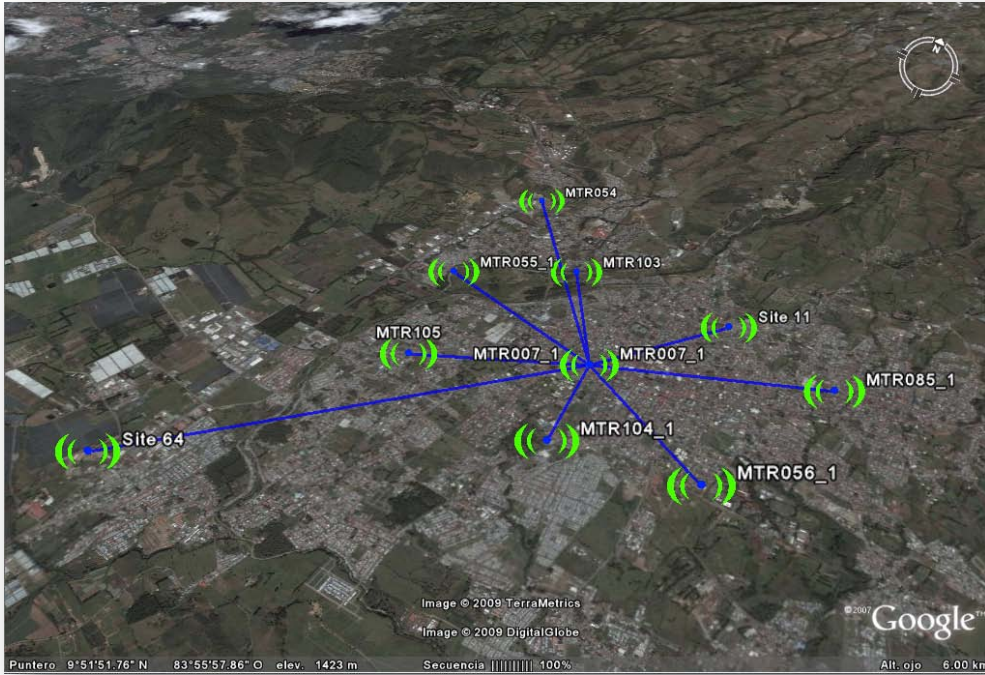 N
MTR054
MTR055_1
MTR103
Site 11
MTR105
MTR007_1
MTR007_1
MTR085_1
MTR104_1
Site 64
MTR056_1
Image © 2009 TerraMetrics
Image © 2009 DigitalGlobe
©2007 Google™
Puntero 9°51'51.76" N 83°55'57.86" O elev. 1423 m Secuencia |||||||||| 100% Alt. ojo 6.00 km